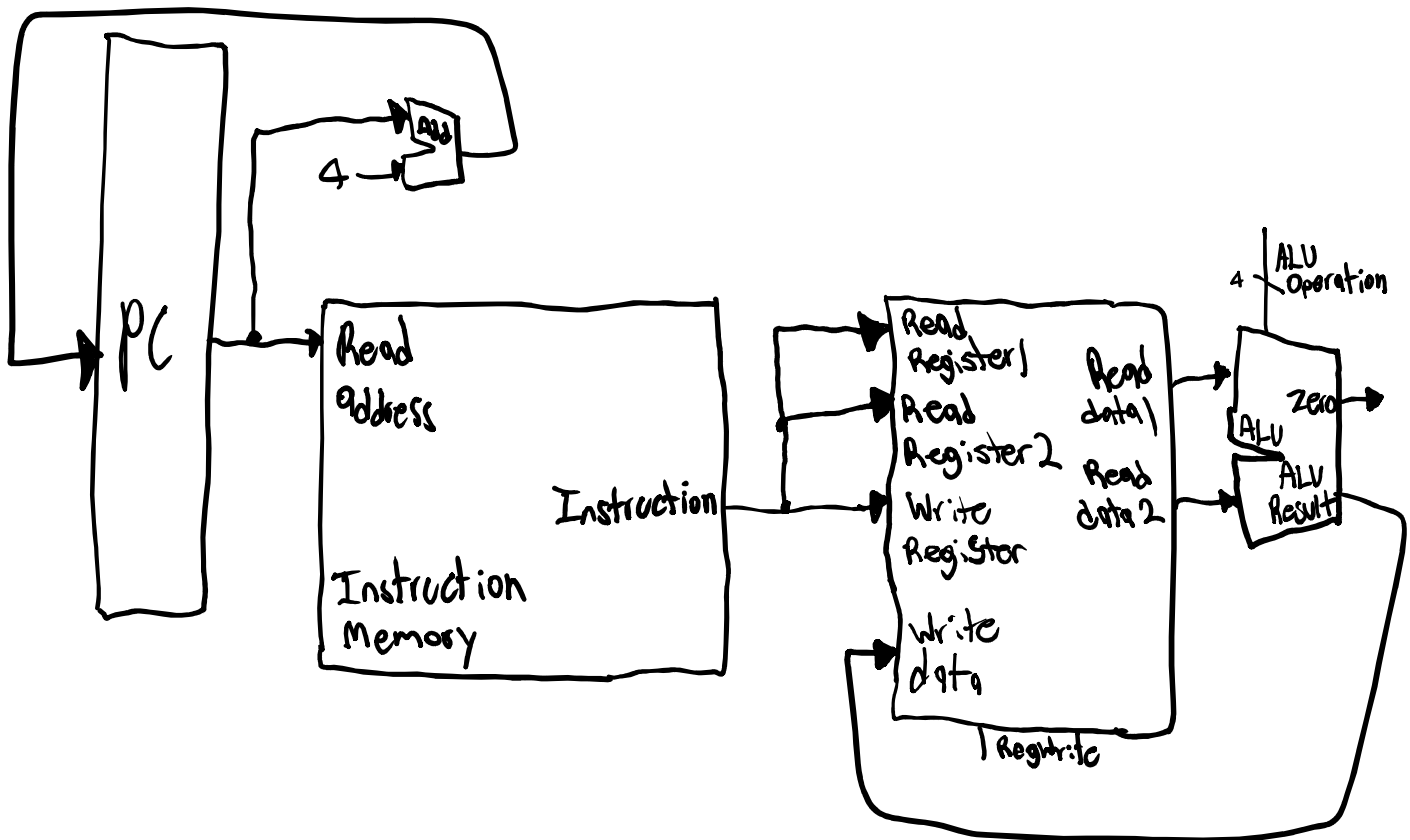 Add
4
PC
ALU
4
Operation
Read
address
Instruction
Instruction
Memory
Read
Register1
Read
Register2
Write
Register
Write
data
Read
data1
Read
data2
RegWrite
Zero
ALU
ALU
Result